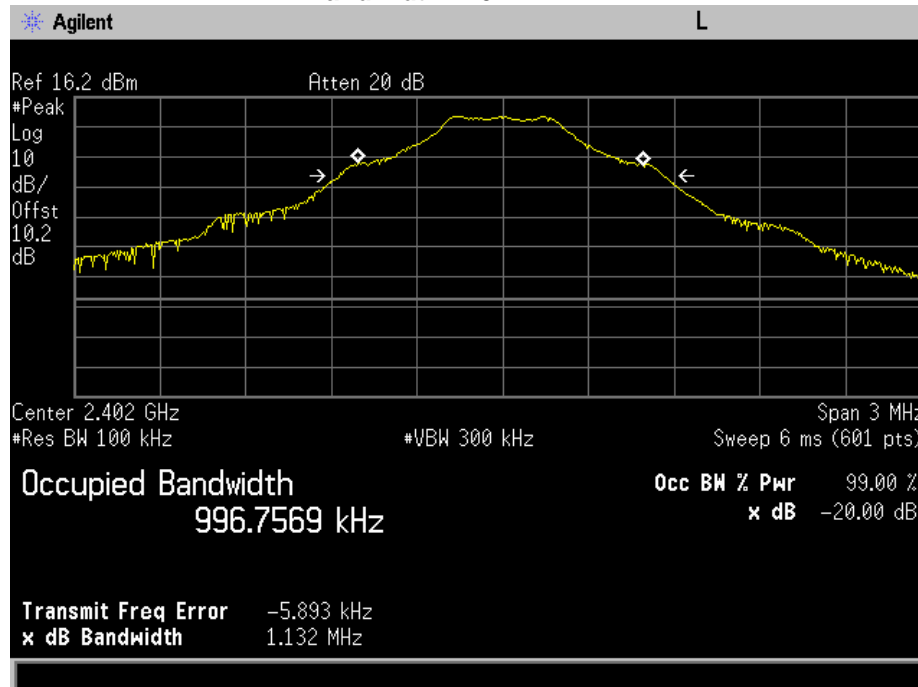 Agilent
L
Ref 16.2 dBm Atten 20 dB
#Peak
Log
10
dB/
Offst
10.2
dB
Center 2.402 GHz Span 3 MHz
#Res BW 100 kHz #VBW 300 kHz Sweep 6 ms (601 pts)
Occupied Bandwidth
996.7569 kHz
Occ BW % Pwr 99.00 %
x dB -20.00 dB
Transmit Freq Error -5.893 kHz
x dB Bandwidth 1.132 MHz